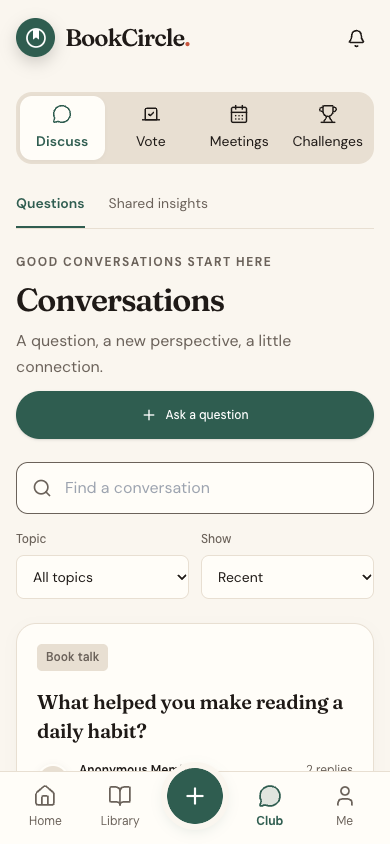 BookCircle.
Discuss
Vote
Meetings
Challenges
Questions
Shared insights
GOOD CONVERSATIONS START HERE
Conversations
A question, a new perspective, a little
connection.
Ask a question
Find a conversation
Topic
Show
All topics
Recent
Book talk
What helped you make reading a
daily habit?
Anonymous
2 replies
Home
Library
Club
Me